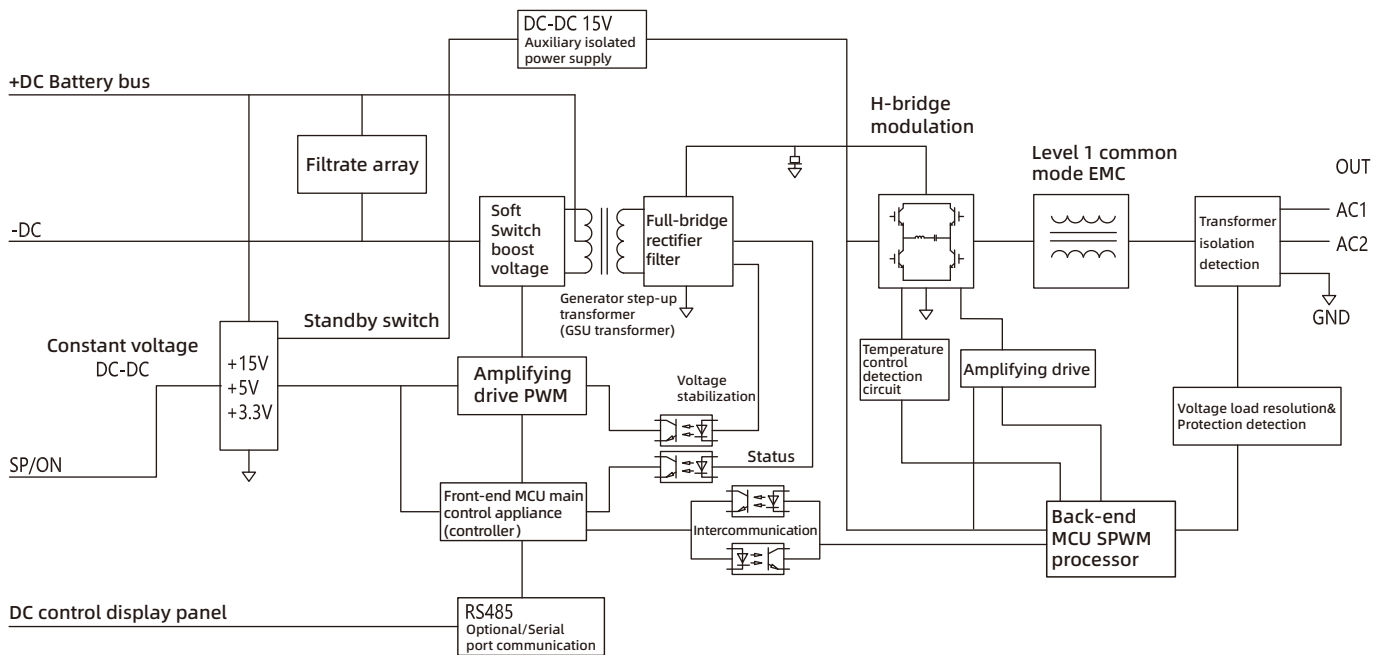 DC-DC 15V
Auxiliary isolated
power supply
+DC Battery bus
H-bridge
modulation
Filtrate array
Level 1 common
mode EMC
OUT
Soft
Switch
boost
voltage
Full-bridge
rectifier
filter
Transformer
isolation
detection
AC1
AC2
-DC
Generator step-up
transformer
(GSU transformer)
GND
Standby switch
Constant voltage
DC-DC
+15V
+5V
+3.3V
Amplifying
drive PWM
Voltage
stabilization
Temperature
control
detection
circuit
Amplifying drive
Voltage load resolution&
Protection detection
SP/ON
Status
Front-end MCU main
control appliance
(controller)
Intercommunication
Back-end
MCU SPWM
processor
DC control display panel
RS485
Optional/Serial
port communication